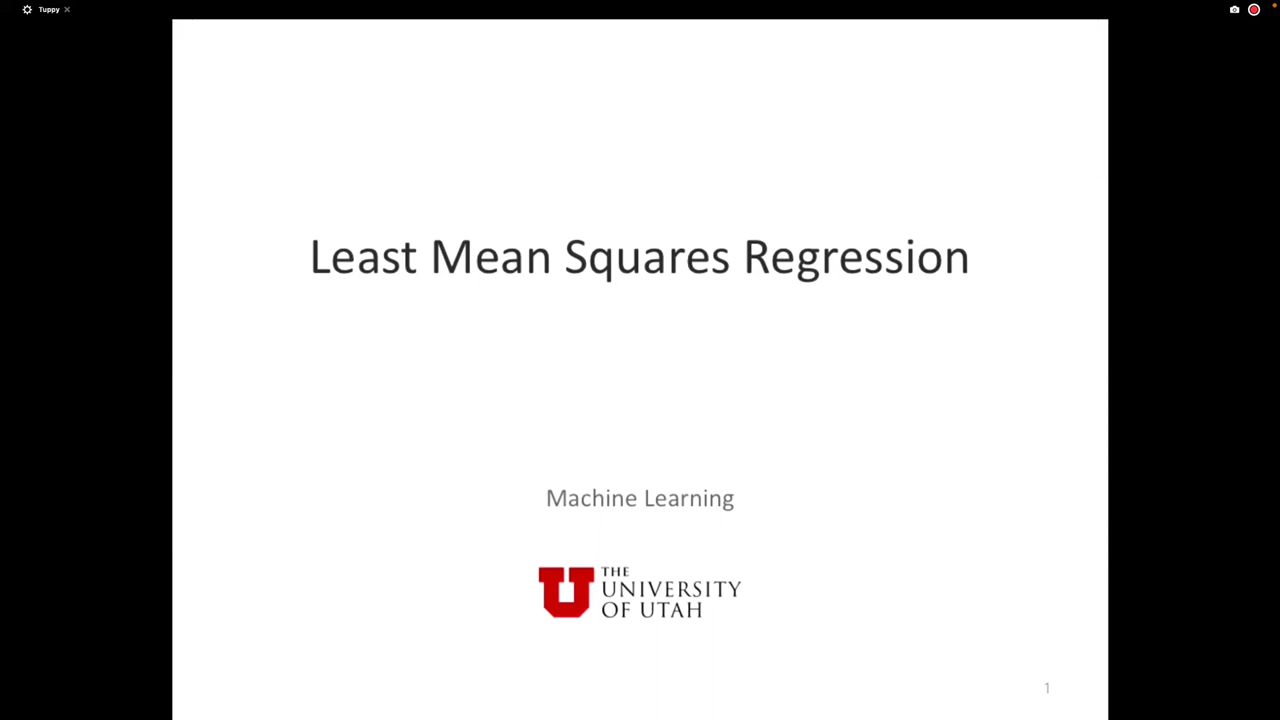 Tuppy
Least Mean Squares Regression
Machine Learning
THE
UNIVERSITY
OF UTAH
1